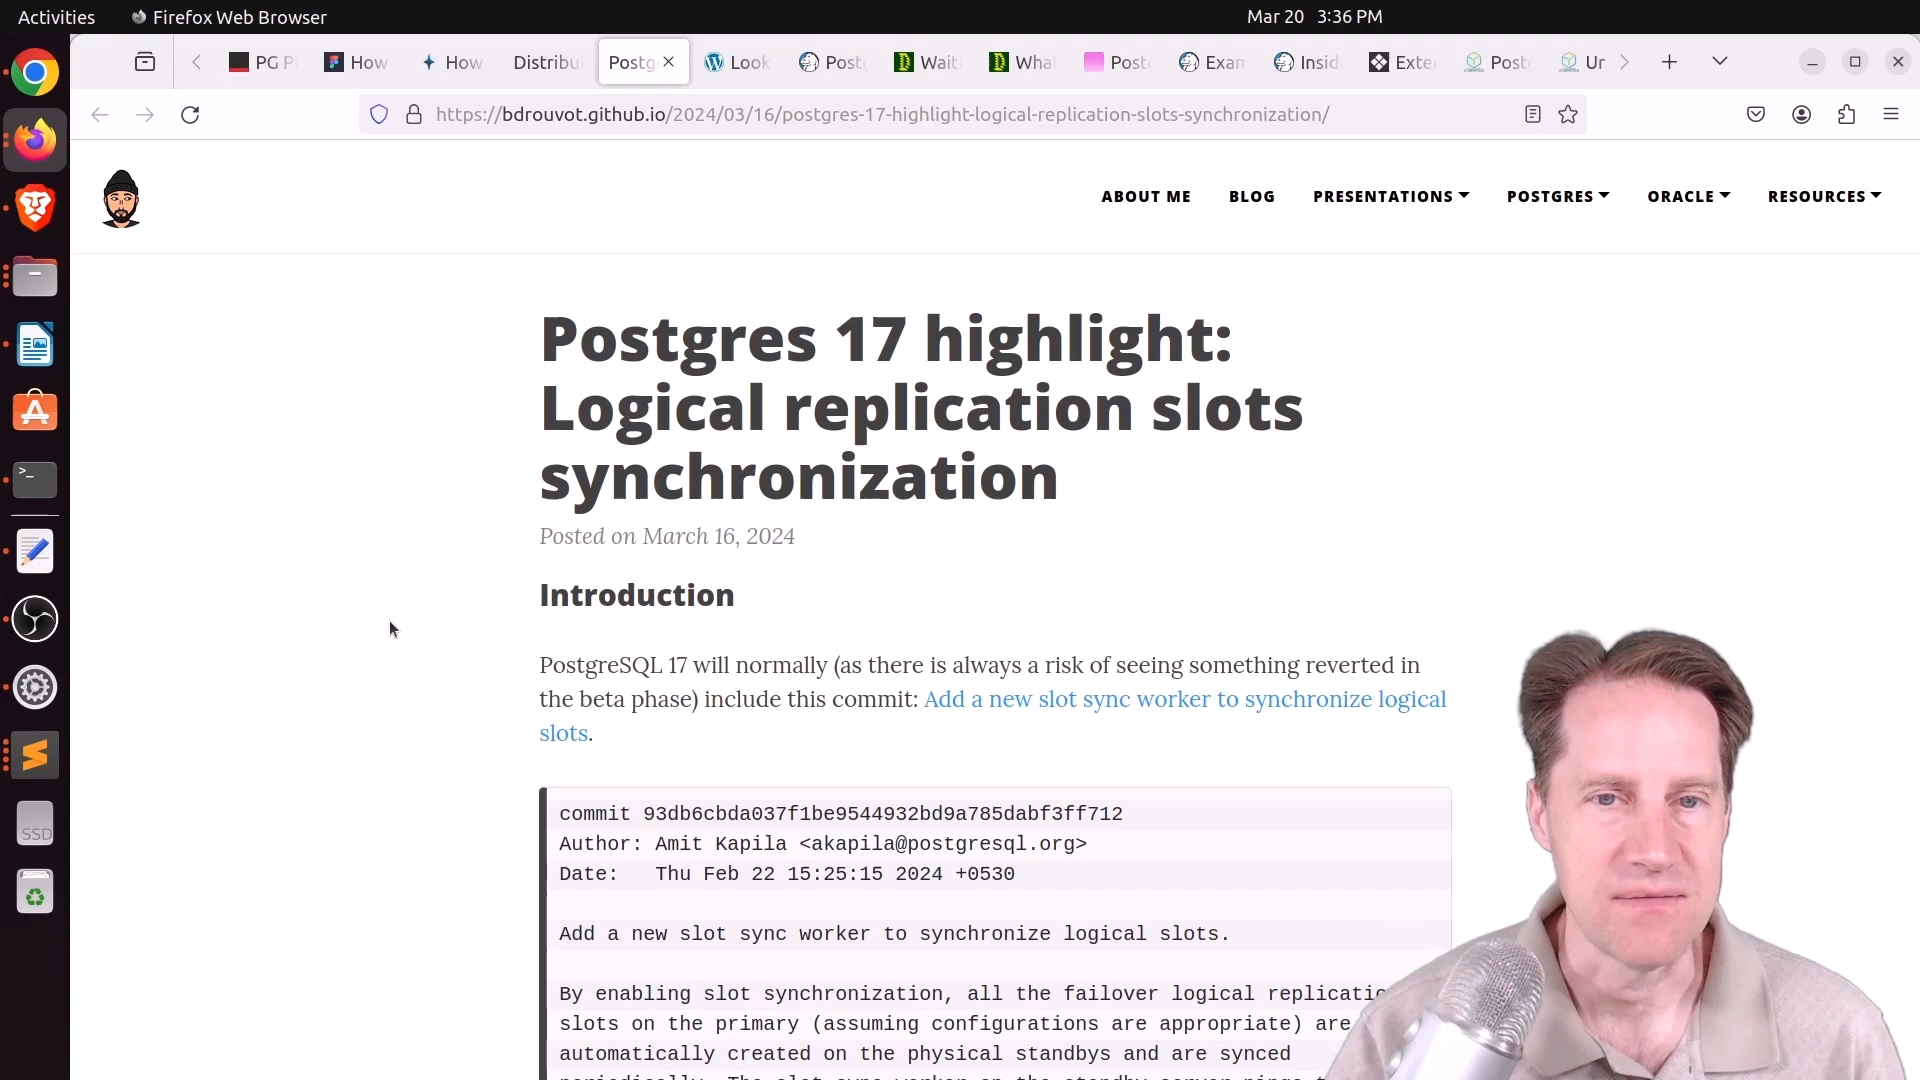 Activities
Firefox Web Browser
Mar 20 3:36 PM
PG P
How
How
Distribu
Postg
Look
Post
Wait
Wha
Post
Exam
Insid
Exte
Post
Ur
https://bdrouvot.github.io/2024/03/16/postgres-17-highlight-logical-replication-slots-synchronization/
ABOUT ME
BLOG
PRESENTATIONS
POSTGRES
ORACLE
RESOURCES
Postgres 17 highlight:
Logical replication slots
synchronization
Posted on March 16, 2024
Introduction
PostgreSQL 17 will normally (as there is always a risk of seeing something reverted in
the beta phase) include this commit: Add a new slot sync worker to synchronize logical
slots.
commit 93db6cbda037f1be9544932bd9a785dabf3ff712
Author: Amit Kapila <akapila@postgresql.org>
Date: Thu Feb 22 15:25:15 2024 +0530
Add a new slot sync worker to synchronize logical slots.
By enabling slot synchronization, all the failover logical replicatio
slots on the primary (assuming configurations are appropriate) are
automatically created on the physical standbys and are synced
SSD